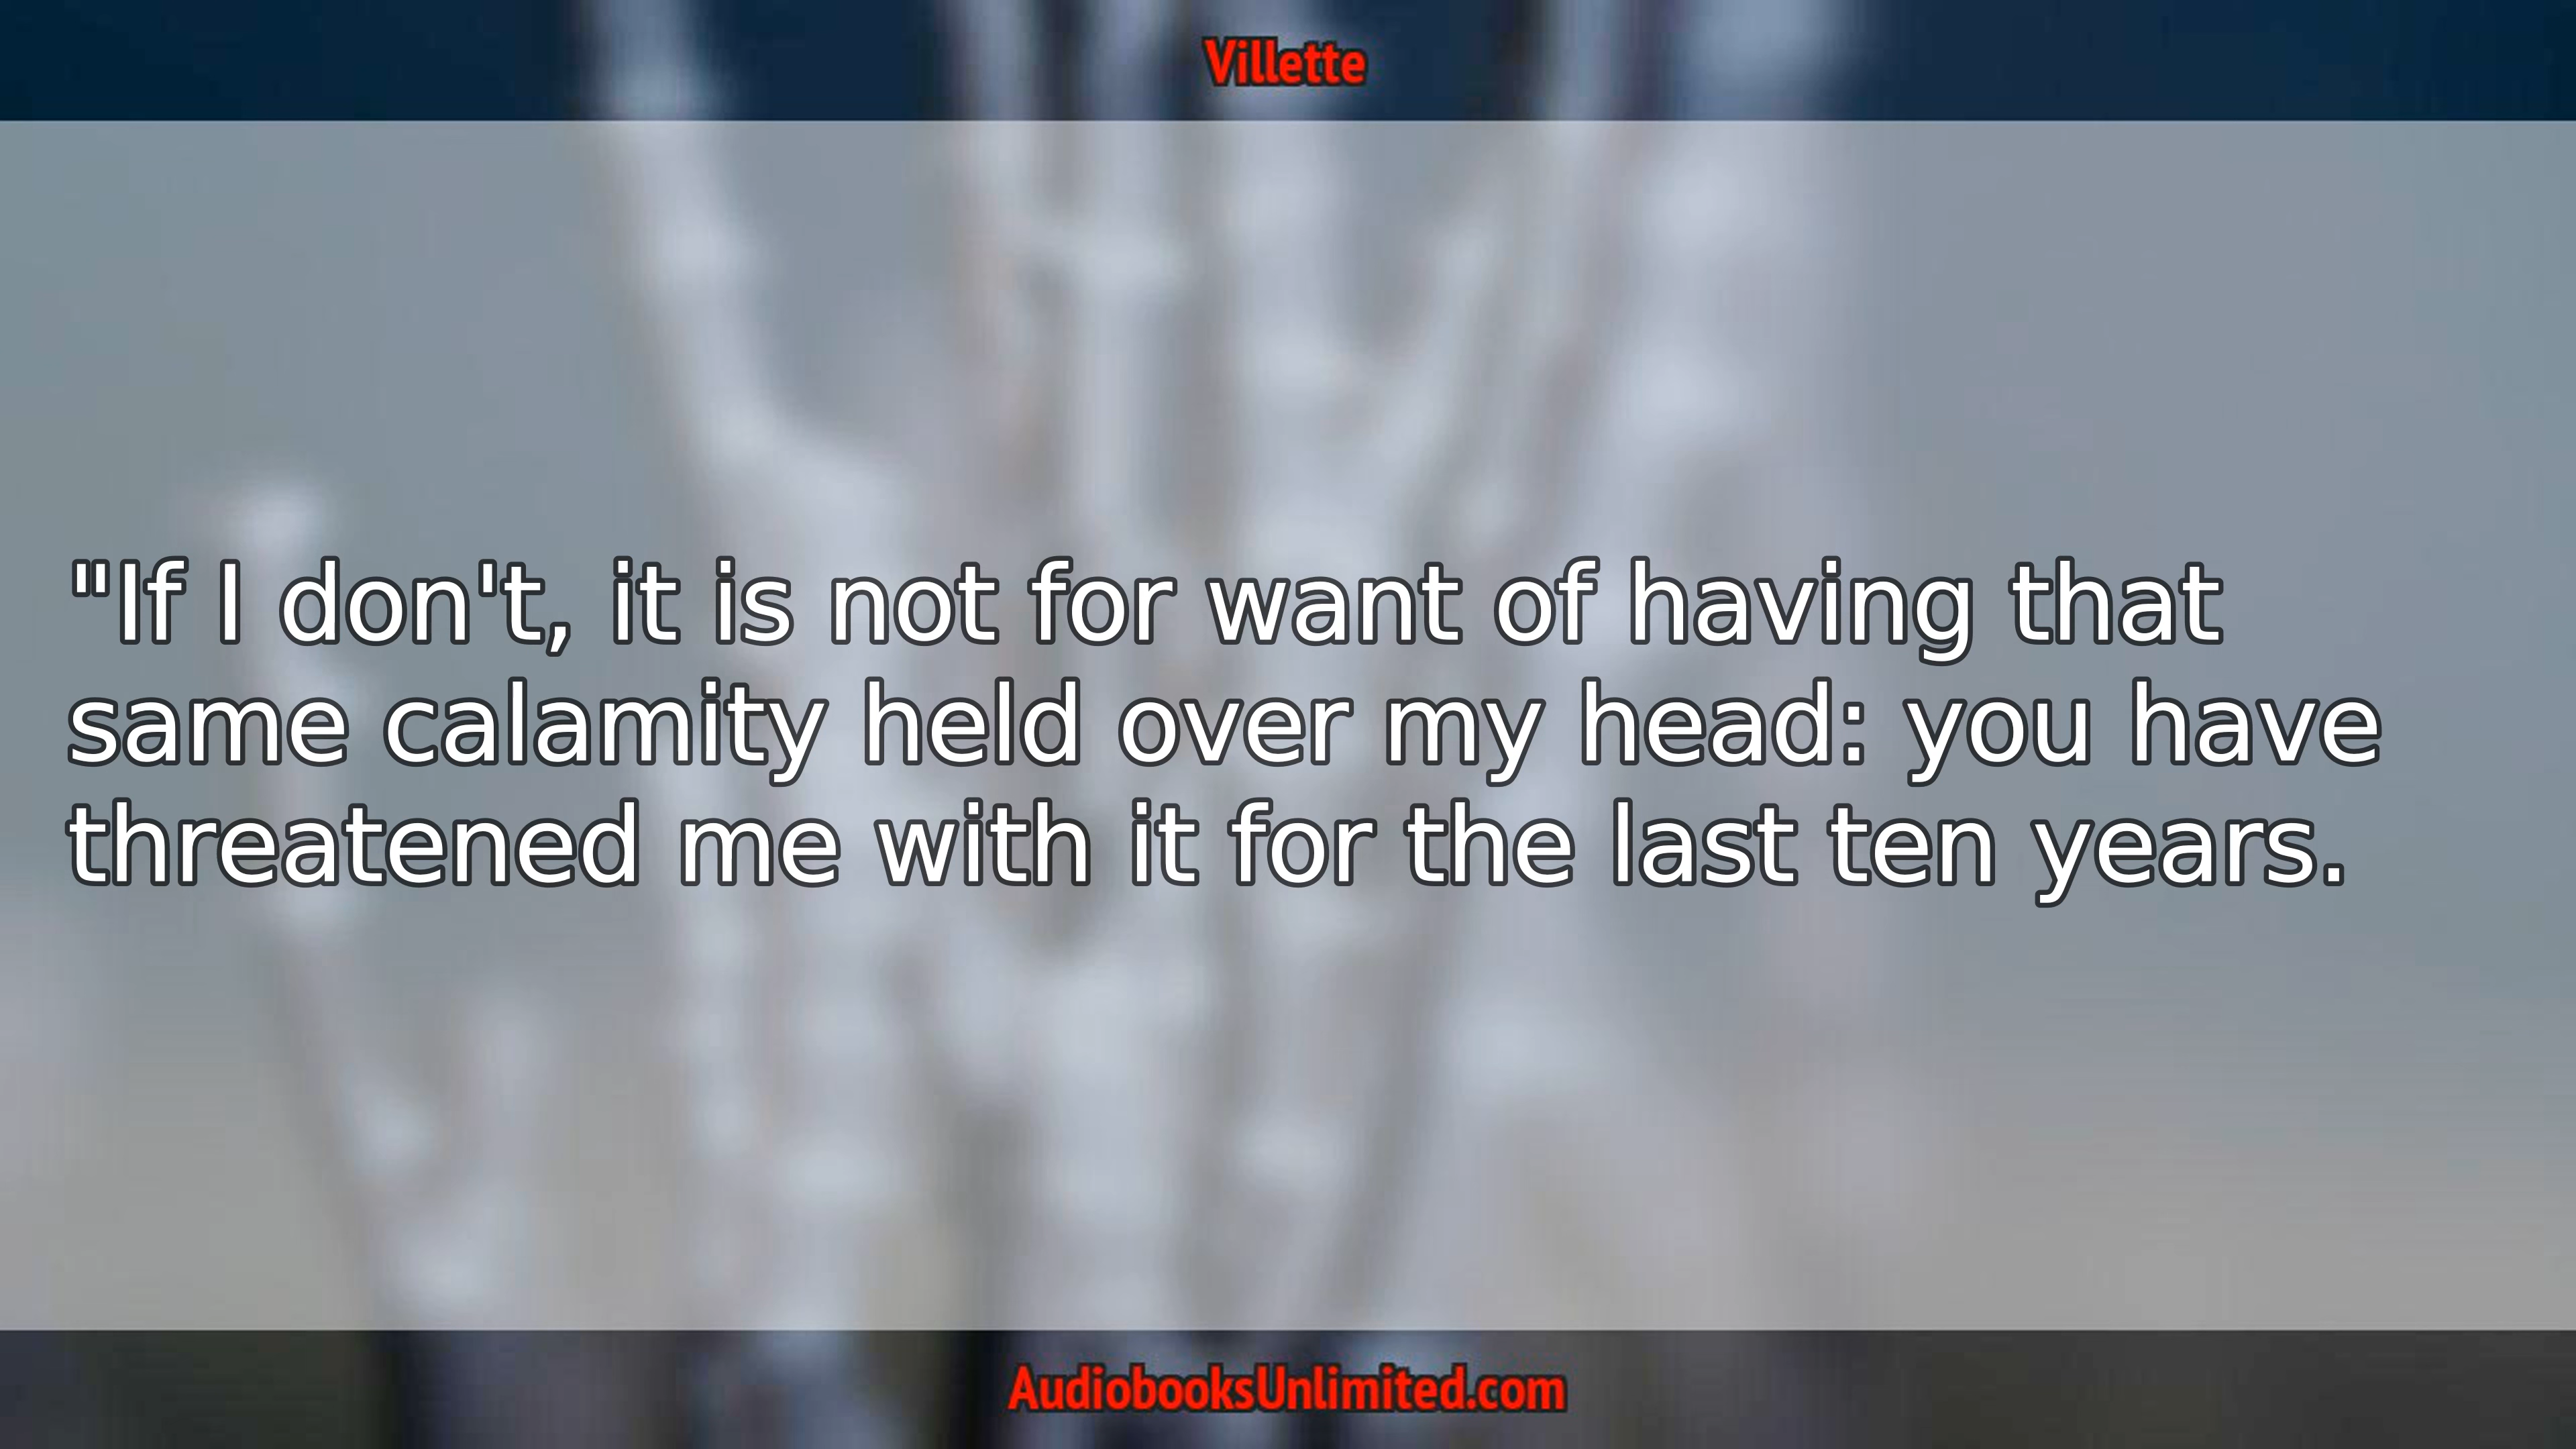 Villette
"If I don't, it is not for want of having that
same calamity held over my head: you have
threatened me with it for the last ten years.
AudiobooksUnlimited.com